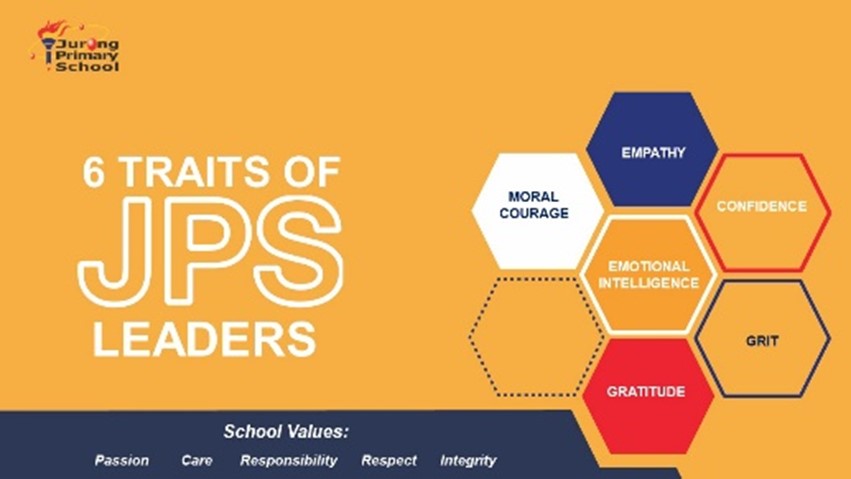 Jurong
Primary
School
6 TRAITS OF
JPS
LEADERS
EMPATHY
MORAL
COURAGE
CONFIDENCE
EMOTIONAL
INTELLIGENCE
GRIT
GRATITUDE
School Values:
Passion Care Responsibility Respect Integrity